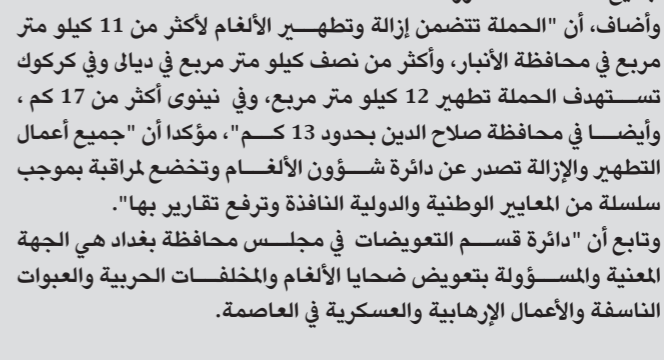 وأضاف، أن "الحملة تتضمن إزالة وتطهير الألغام لأكثر من 11 كيلو متر
مربع في محافظة الأنبار، وأكثر من نصف كيلو متر مربع في ديالى وفي كركوك
تستهدف الحملة تطهير 12 كيلو متر مربع، وفي نينوى أكثر من 17 كم ،
وأيضا في محافظة صلاح الدين بحدود 13 كم"، مؤكدا أن "جميع أعمال
التطهير والإزالة تصدر عن دائرة شؤون الألغام وتخضع لمراقبة بموجب
سلسلة من المعايير الوطنية والدولية النافذة وترفع تقارير بها".
وتابع أن "دائرة قسم التعويضات في مجلس محافظة بغداد هي الجهة
المعنية والمسؤولة بتعويض ضحايا الألغام والمخلفات الحربية والعبوات
الناسفة والأعمال الإرهابية والعسكرية في العاصمة.